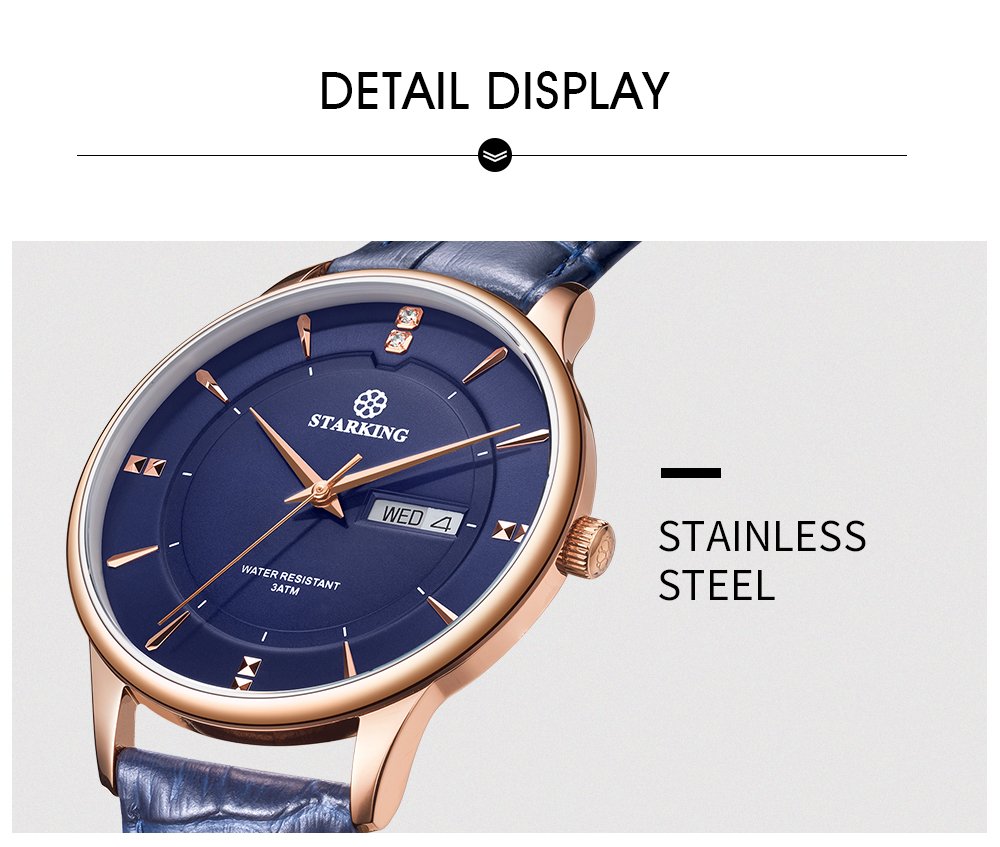 DETAIL DISPLAY
STARKING
WED 4
WATER RESISTANT
3ATM
STAINLESS
STEEL